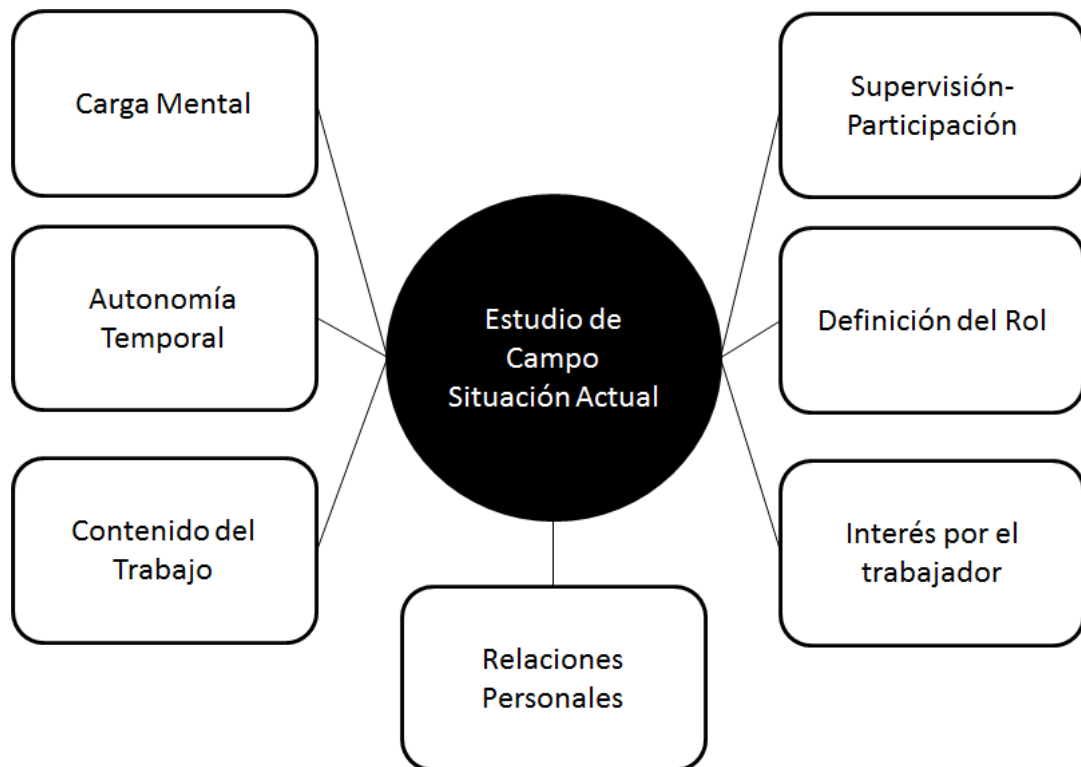 Carga Mental
Autonomía
Temporal
Contenido del
Trabajo
Estudio de
Campo
Situación Actual
Relaciones
Personales
Supervisión-
Participación
Definición del Rol
Interés por el
trabajador